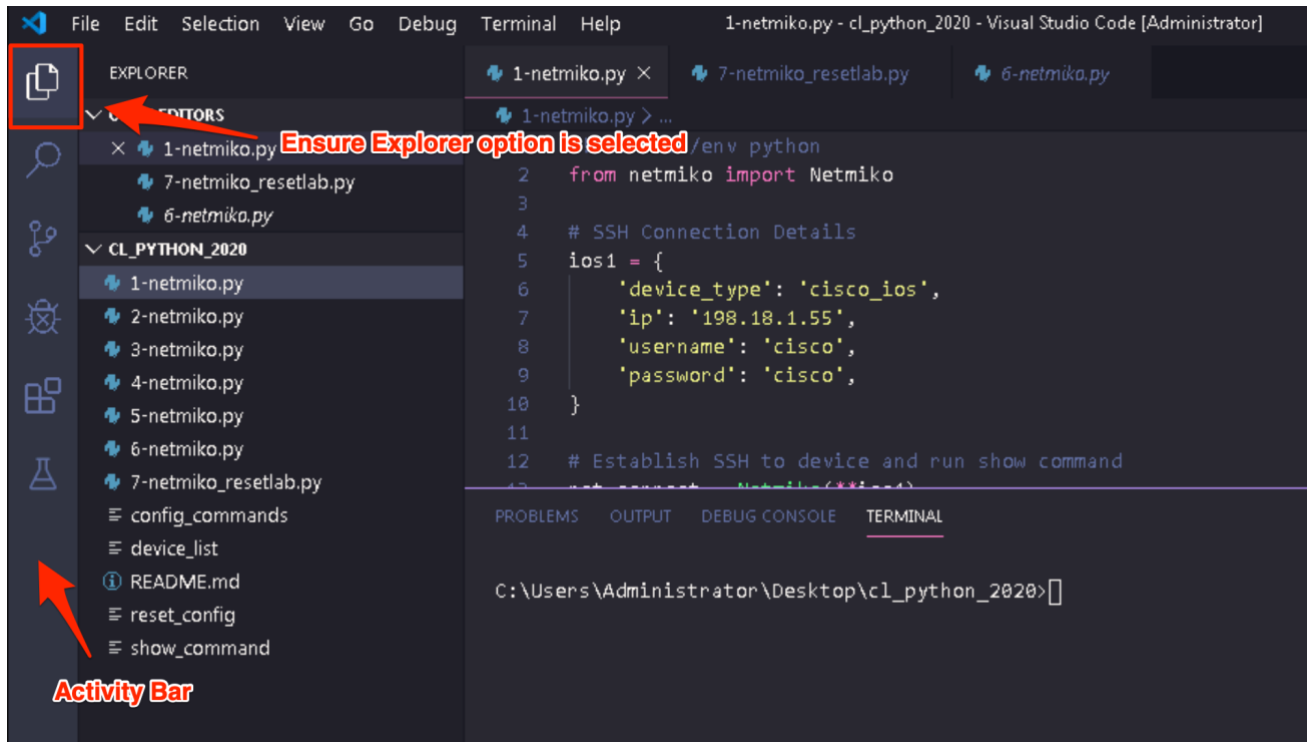 File Edit Selection View Go Debug Terminal Help 1-netmiko.py - cl_python_2020 - Visual Studio Code [Administrator]
EXPLORER
EDITORS
1-netmiko.py
7-netmiko_resetlab.py
6-netmiko.py
CL_PYTHON_2020
1-netmiko.py
2-netmiko.py
3-netmiko.py
4-netmiko.py
5-netmiko.py
6-netmiko.py
7-netmiko_resetlab.py
config_commands
device_list
README.md
reset_config
show_command
Ensure Explorer option is selected
Activity Bar
1-netmiko.py 7-netmiko_resetlab.py 6-netmiko.py
1-netmiko.py > ...
/env python
2 from netmiko import Netmiko
3
4 # SSH Connection Details
5 ios1 = {
6 'device_type': 'cisco_ios',
7 'ip': '198.18.1.55',
8 'username': 'cisco',
9 'password': 'cisco',
10 }
11
12 # Establish SSH to device and run show command
PROBLEMS OUTPUT DEBUG CONSOLE TERMINAL
C:\Users\Administrator\Desktop\cl_python_2020>